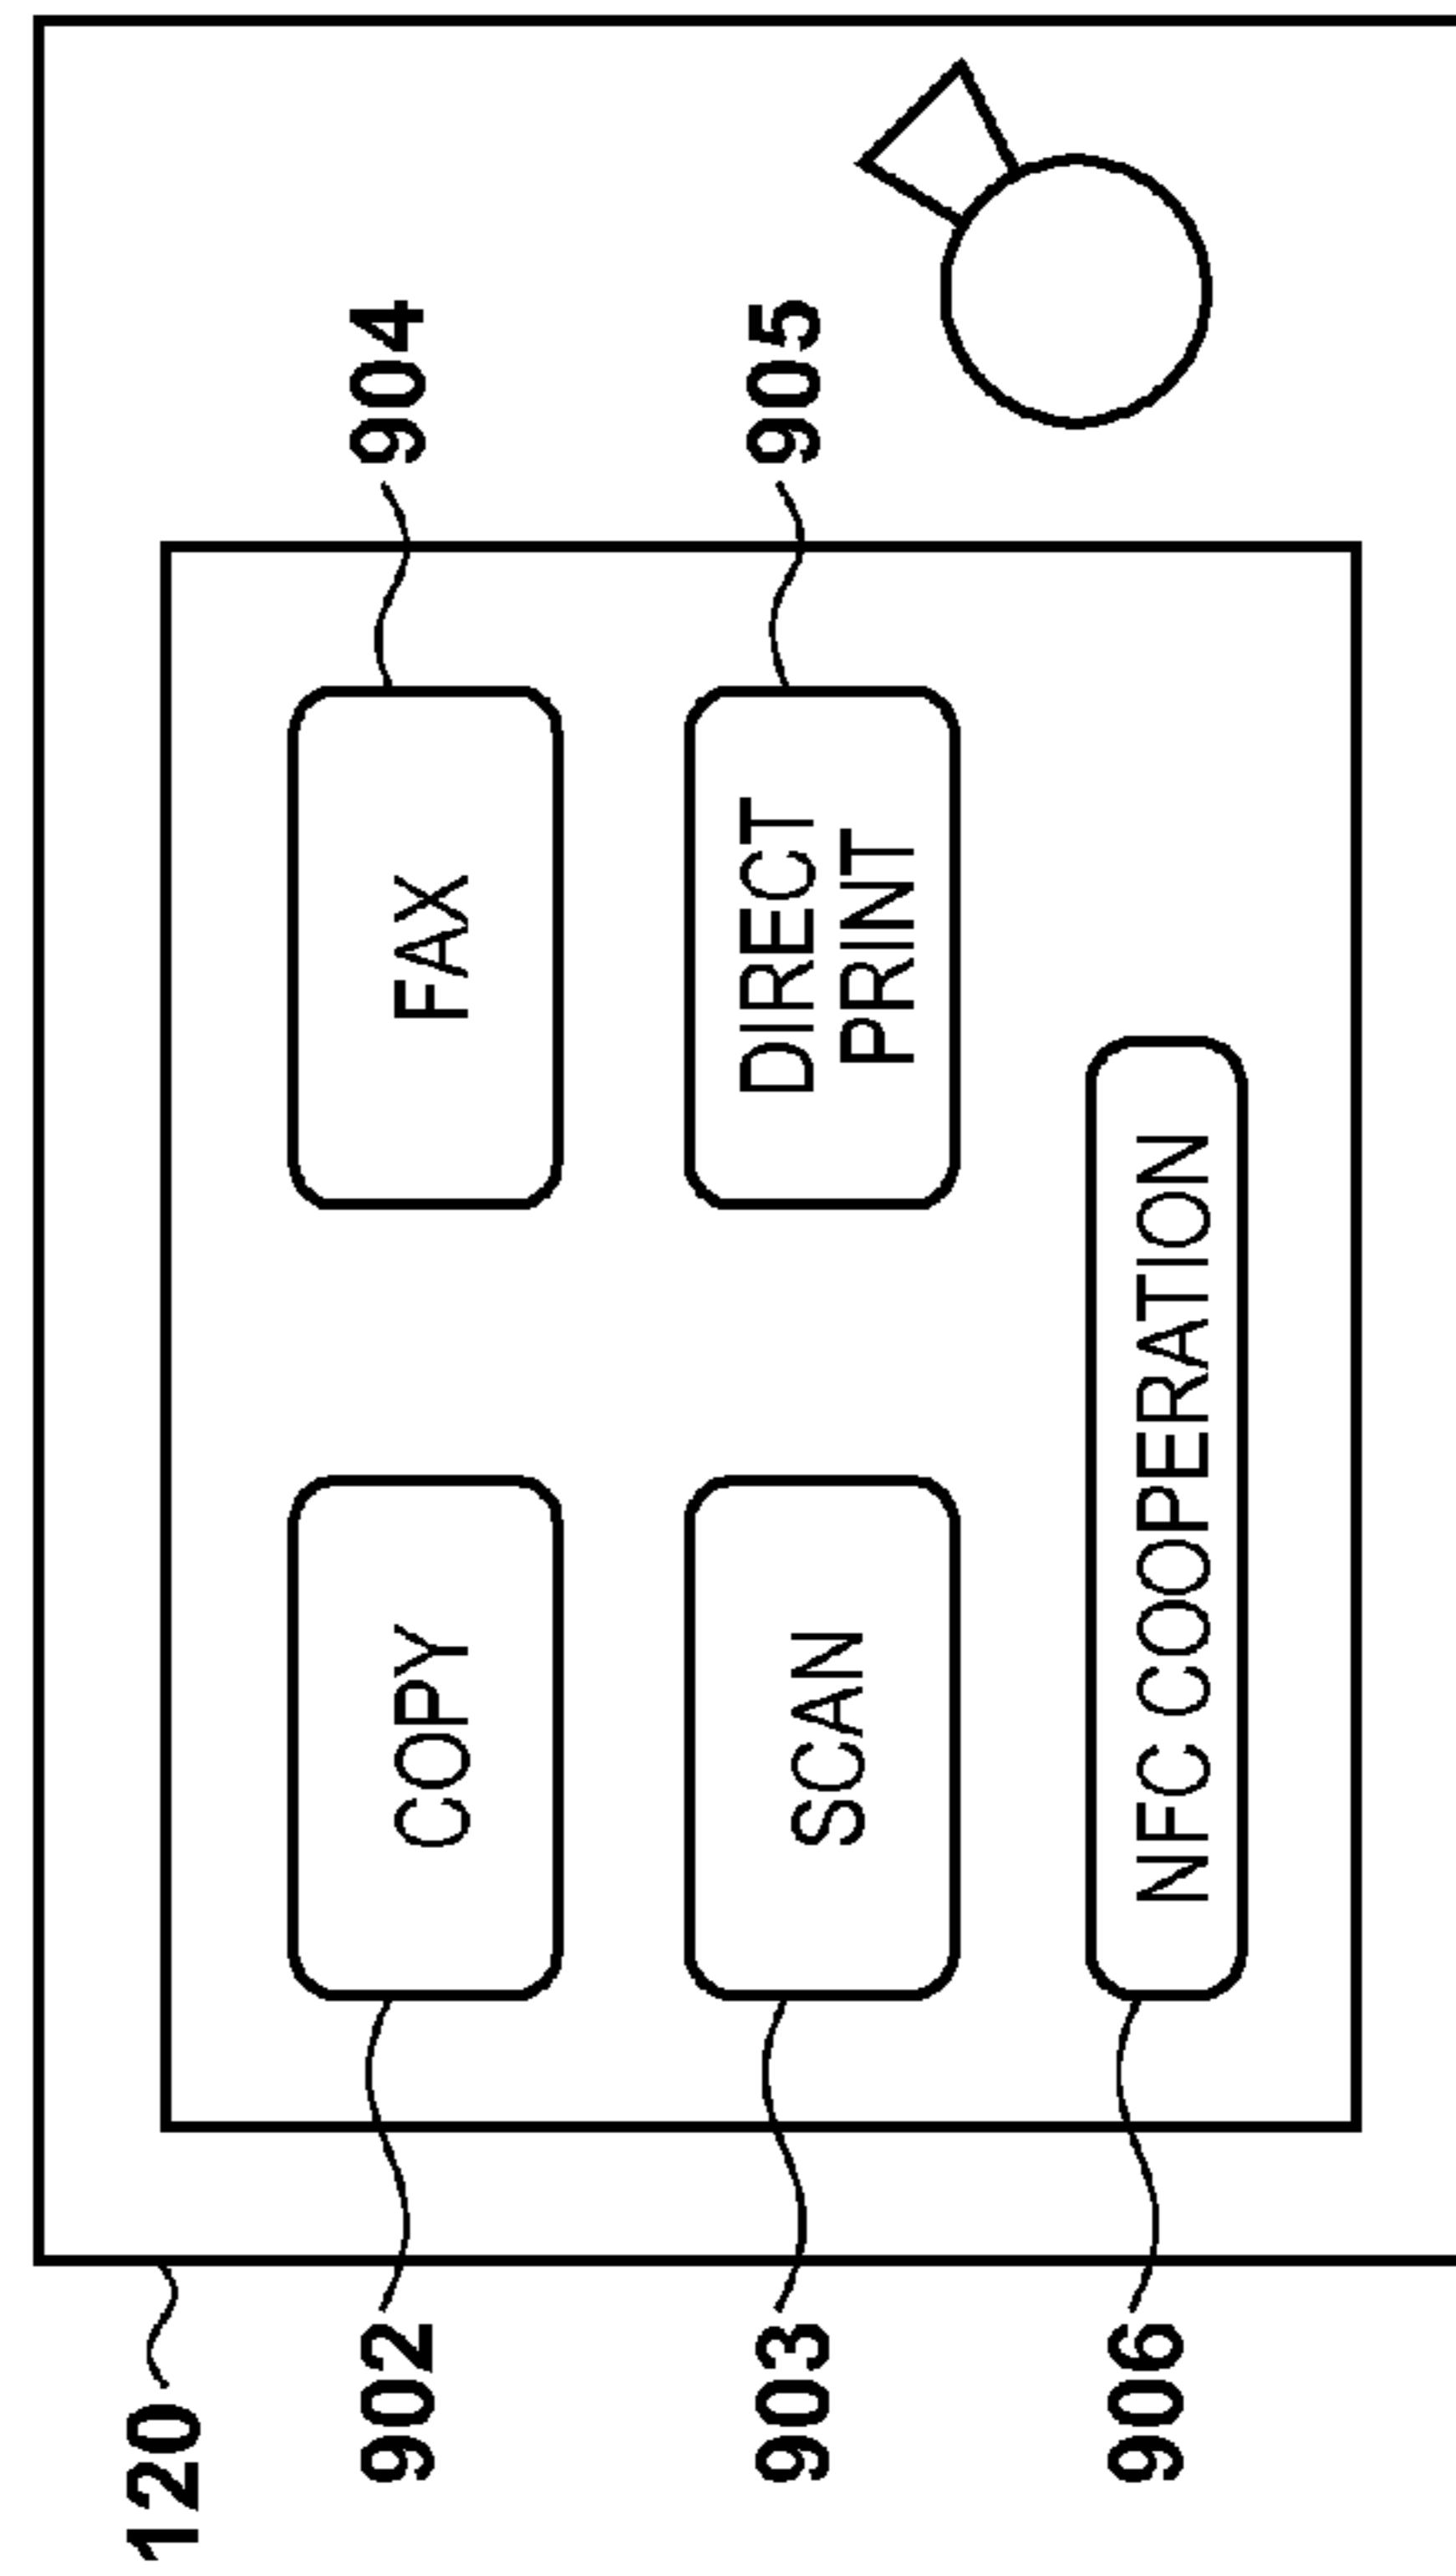 120
902
COPY
FAX
904
903
SCAN
DIRECT
PRINT
905
906
NFC COOPERATION